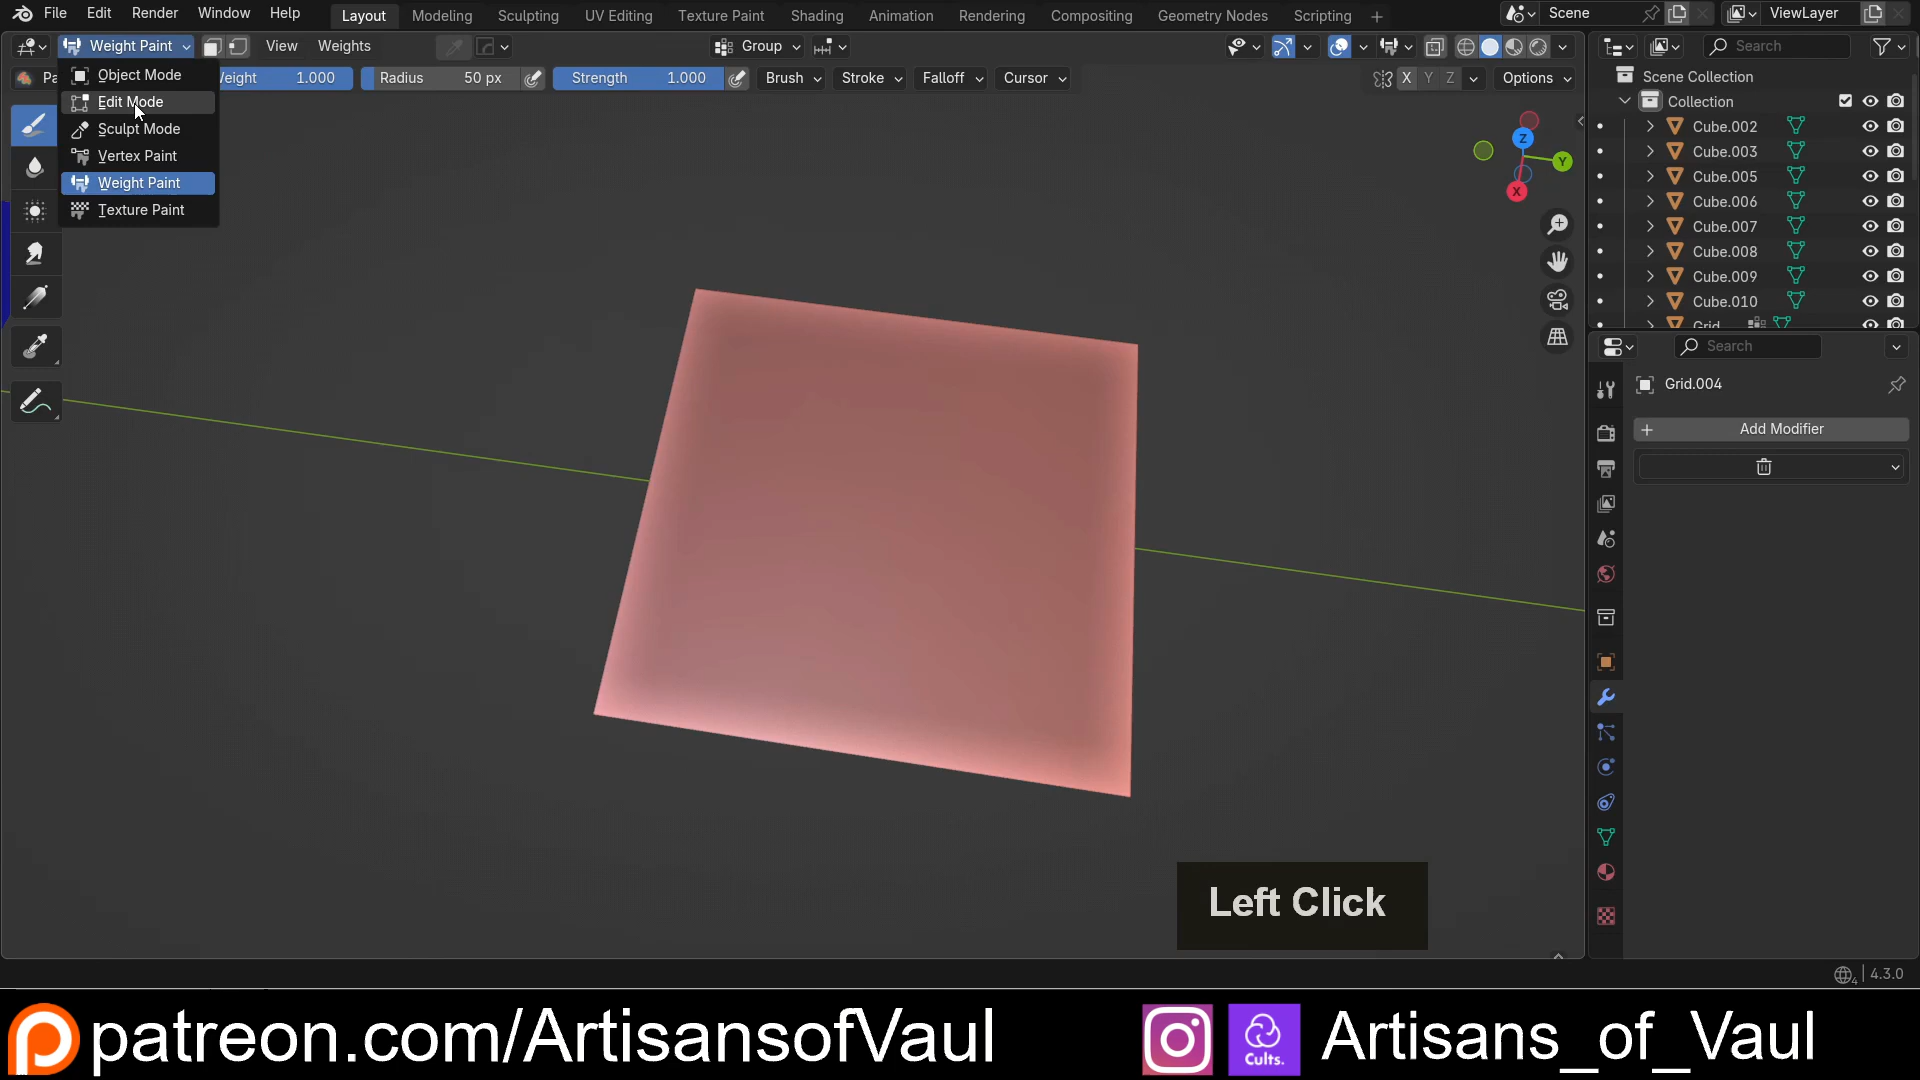 File Edit Render Window Help Layout Modeling Sculpting UV Editing Texture Paint Shading Animation Rendering Compositing Geometry Nodes Scripting + Scene ViewLayer
Weight Paint View Weights Group Search
Pa Weight 1.000 Radius 50 px Strength 1.000 Brush Stroke Falloff Cursor X Y Z Options
Object Mode
Edit Mode
Sculpt Mode
Vertex Paint
Weight Paint
Texture Paint
Z
Y
X
Scene Collection
Collection
Cube.002
Cube.003
Cube.005
Cube.006
Cube.007
Cube.008
Cube.009
Cube.010
Grid
Search
Grid.004
Add Modifier
Left Click
4.3.0
patreon.com/ArtisansofVaul
Cults.
Artisans_of_Vaul